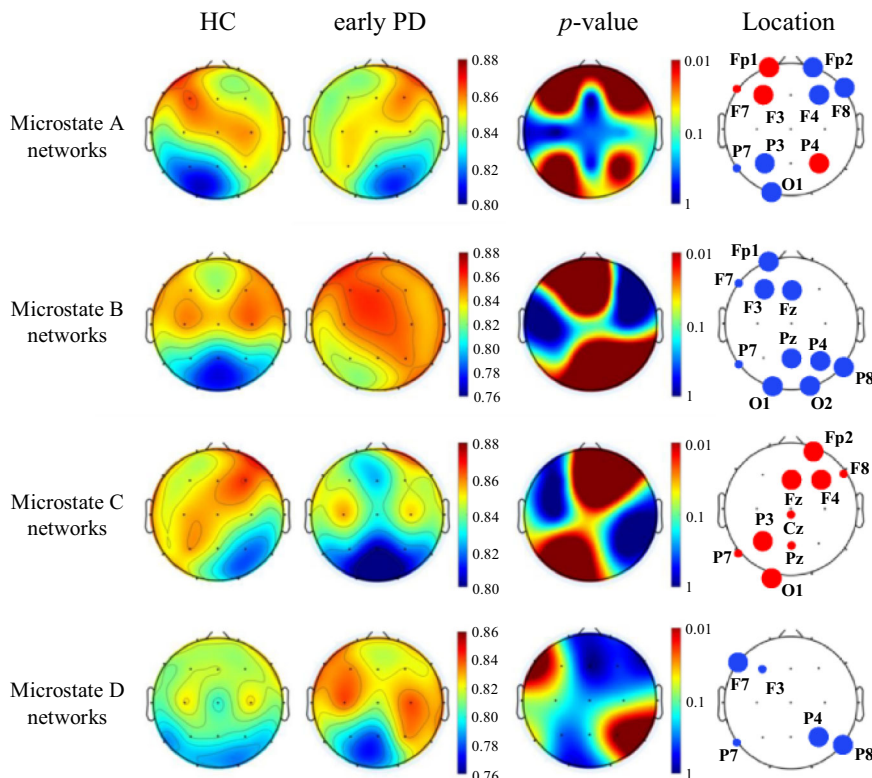 HC early PD p-value Location
Microstate A
networks
0.88
0.86
0.84
0.82
0.80
0.01
0.1
1
Fp1 Fp2
F7 F3 F4 F8
P7 P3 P4
O1
Microstate B
networks
0.88
0.86
0.84
0.82
0.80
0.78
0.76
0.01
0.1
1
Fp1
F7
F3 Fz
Pz P4
P7 P8
O1 O2
Microstate C
networks
0.88
0.86
0.84
0.82
0.80
0.01
0.1
1
Fp2
F8
Fz F4
P3 Cz
P7 Pz
O1
Microstate D
networks
0.86
0.84
0.82
0.80
0.78
0.76
0.01
0.1
1
F7 F3
P4
P7 P8